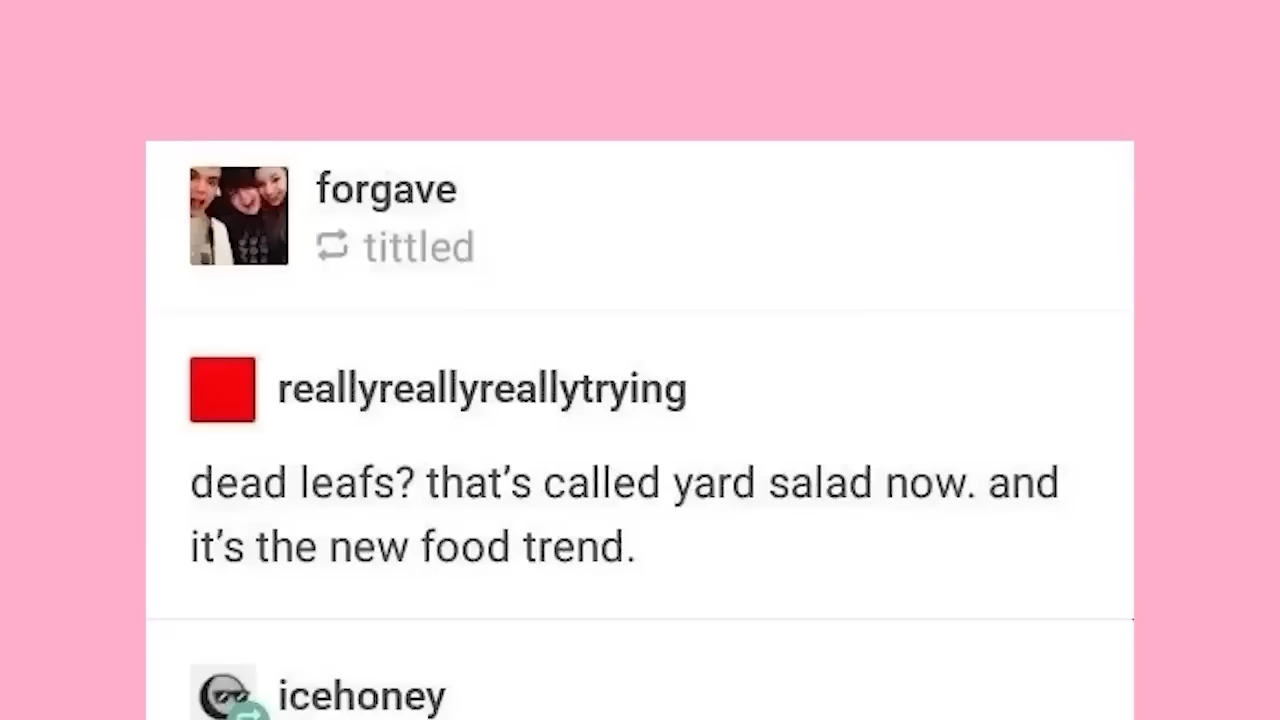 forgave
tittled
reallyreallyreallytrying
dead leafs? that's called yard salad now. and
it's the new food trend.
icehoney